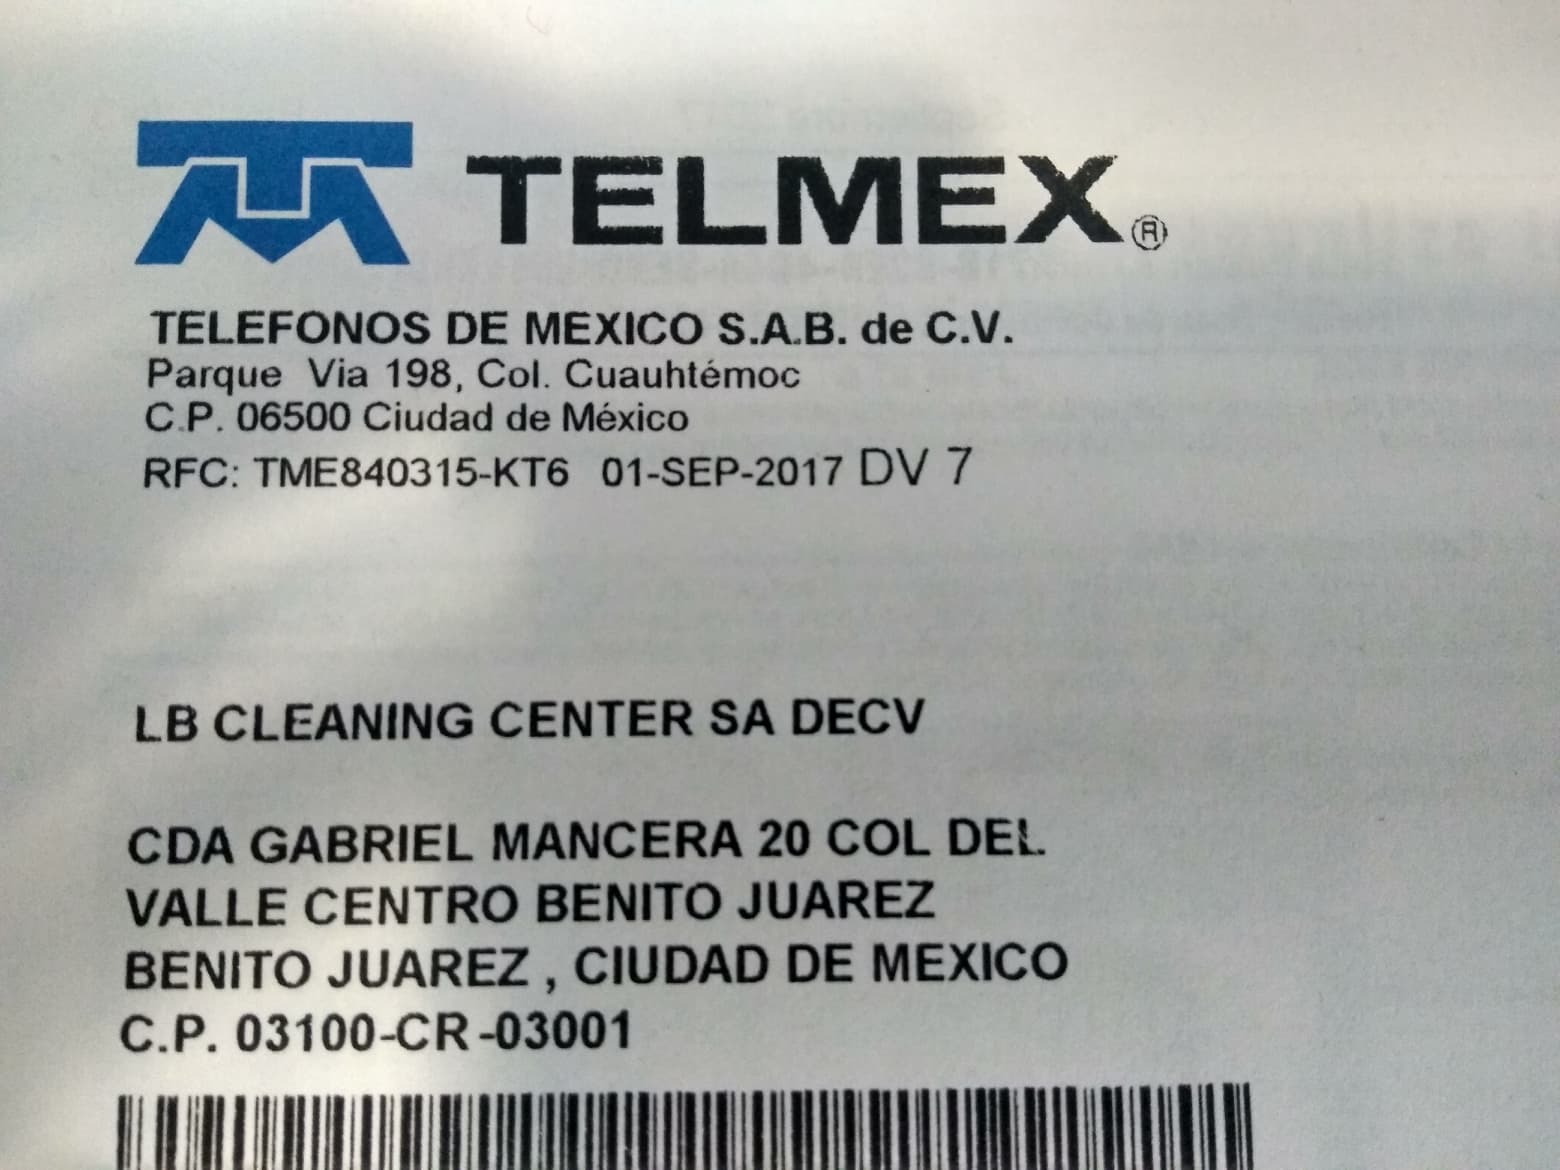 TELMEX®
TELEFONOS DE MEXICO S.A.B. de C.V.
Parque Via 198, Col. Cuauhtémoc
C.P. 06500 Ciudad de México
RFC: TME840315-KT6 01-SEP-2017 DV 7
LB CLEANING CENTER SA DECV
CDA GABRIEL MANCERA 20 COL DEL
VALLE CENTRO BENITO JUAREZ
BENITO JUAREZ , CIUDAD DE MEXICO
C.P. 03100-CR -03001